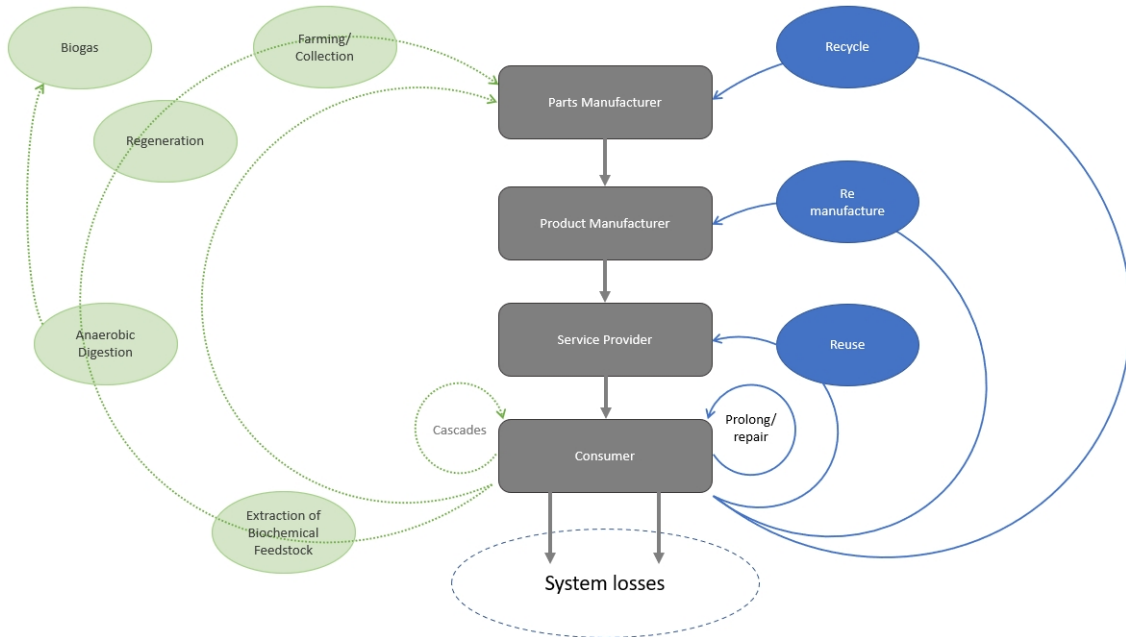 Biogas
Farming/
Collection
Recycle
Parts Manufacturer
Regeneration
Re
manufacture
Product Manufacturer
Anaerobic
Digestion
Service Provider
Reuse
Cascades
Prolong/
repair
Consumer
Extraction of
Biochemical
Feedstock
System losses